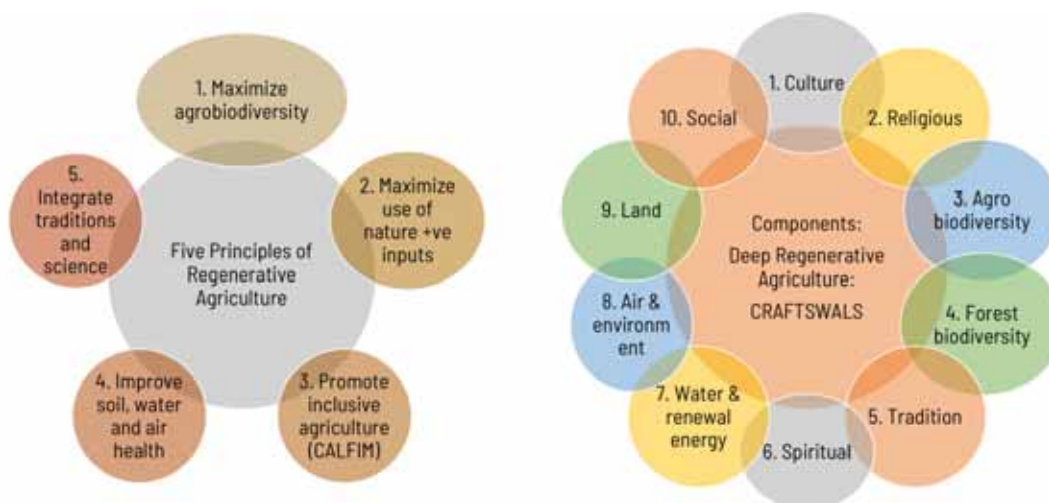 1. Maximize
agrobiodiversity
2. Maximize
use of
nature +ve
inputs
3. Promote
inclusive
agriculture
(CALFIM)
4. Improve
soil, water
and air
health
5.
Integrate
traditions
and
science
Five Principles of
Regenerative
Agriculture
1. Culture
2. Religious
3. Agro
biodiversity
4. Forest
biodiversity
5. Tradition
6. Spiritual
7. Water &
renewal
energy
8. Air &
environm
ent
9. Land
10. Social
Components:
Deep Regenerative
Agriculture:
CRAFTSWALS